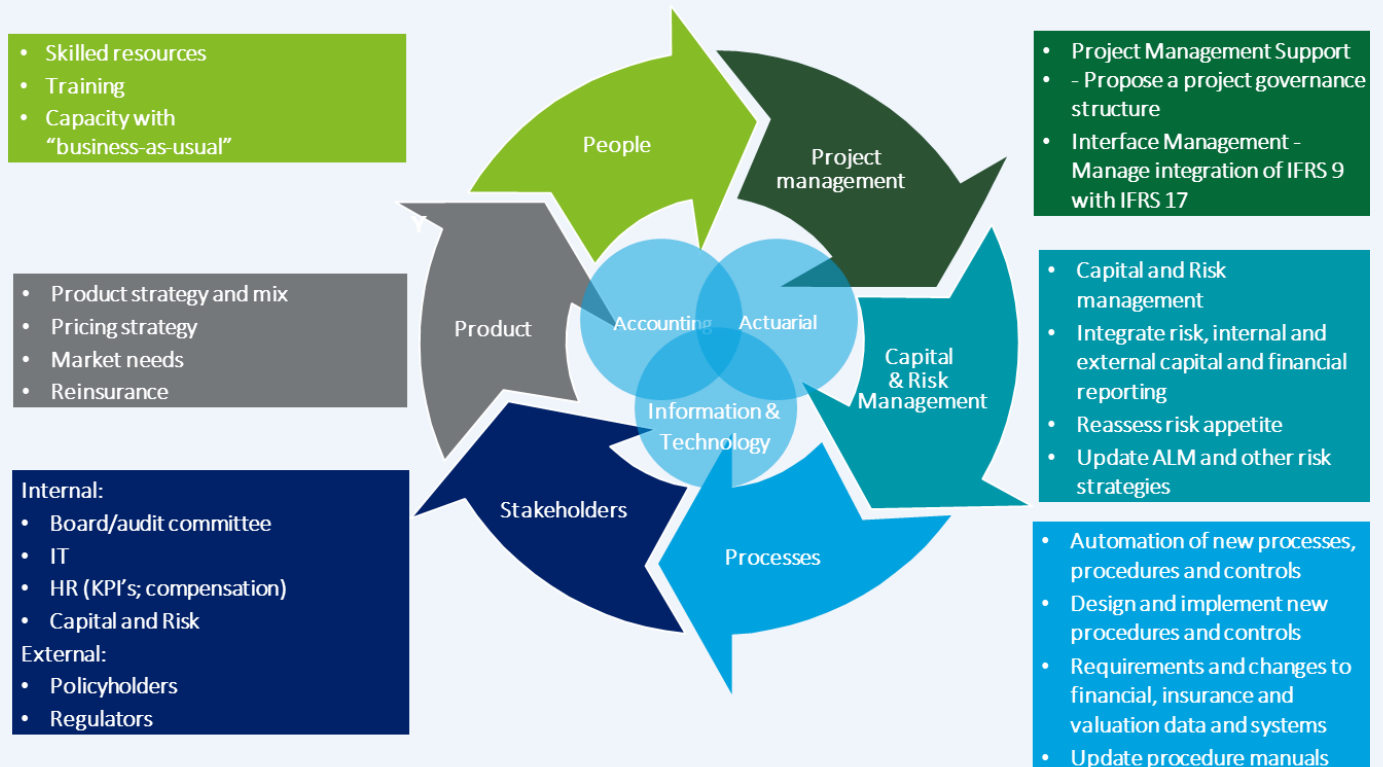 • Skilled resources
• Training
• Capacity with
“business-as-usual”
• Product strategy and mix
• Pricing strategy
• Market needs
• Reinsurance
Internal:
• Board/audit committee
• IT
• HR (KPI's; compensation)
• Capital and Risk
External:
• Policyholders
• Regulators
People
Project
management
Y
Product
Accounting
Actuarial
Capital
& Risk
Management
Information &
Technology
Stakeholders
Processes
• Project Management Support
• - Propose a project governance
structure
• Interface Management -
Manage integration of IFRS 9
with IFRS 17
• Capital and Risk
management
• Integrate risk, internal and
external capital and financial
reporting
• Reassess risk appetite
• Update ALM and other risk
strategies
• Automation of new processes,
procedures and controls
• Design and implement new
procedures and controls
• Requirements and changes to
financial, insurance and
valuation data and systems
• Update procedure manuals